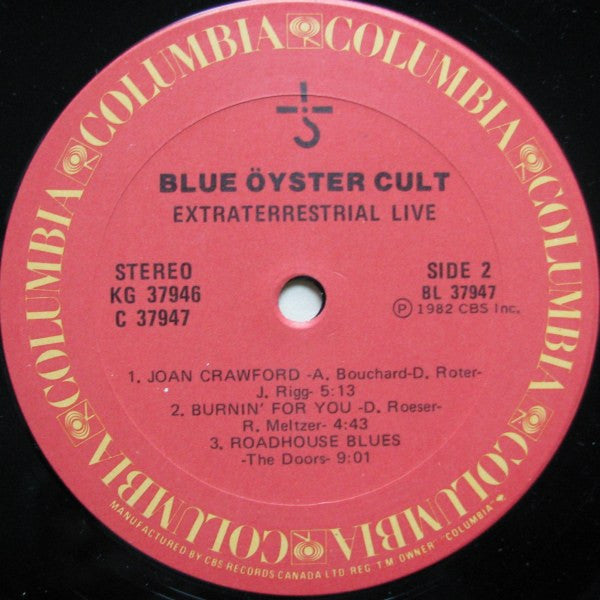 COLUMBIA COLUMBIA COLUMBIA COLUMBIA COLUMBIA COLUMBIA COLUMBIA COLUMBIA
BLUE ÖYSTER CULT
EXTRATERRESTRIAL LIVE
STEREO
KG 37946
C 37947
SIDE 2
BL 37947
Ⓟ 1982 CBS Inc.
1. JOAN CRAWFORD -A. Bouchard-D. Roter-
J. Rigg- 5:13
2. BURNIN' FOR YOU -D. Roeser-
R. Meltzer- 4:43
3. ROADHOUSE BLUES
-The Doors- 9:01
MANUFACTURED BY CBS RECORDS CANADA LTD REG. T.M. OWNER "COLUMBIA"